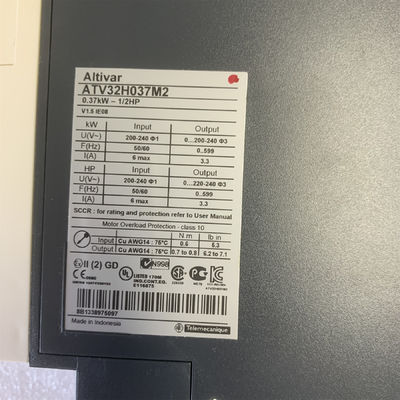 Altivar
ATV32H037M2
0.37kW - 1/2HP
V1.5 IE08
kW Input Output
U(V~) 200-240 Φ1 0...200-240 Φ3
F(Hz) 50/60 0...599
I(A) 6 max 3.3
HP Input Output
U(V~) 200-240 Φ1 0...220-240 Φ3
F(Hz) 50/60 0...599
I(A) 6 max 3.3
SCCR : for rating and protection refer to User Manual
Motor Overload Protection - class 10
N m lb in
Input Cu AWG14 : 75°C 0.6 5.3
Output Cu AWG14 : 75°C 0.7 to 0.8 6.2 to 7.1
II (2) GD
LISTED 170M
IND.CONT.EQ.
E116875
N998
8B1338975097
Made in Indonesia
Telemecanique